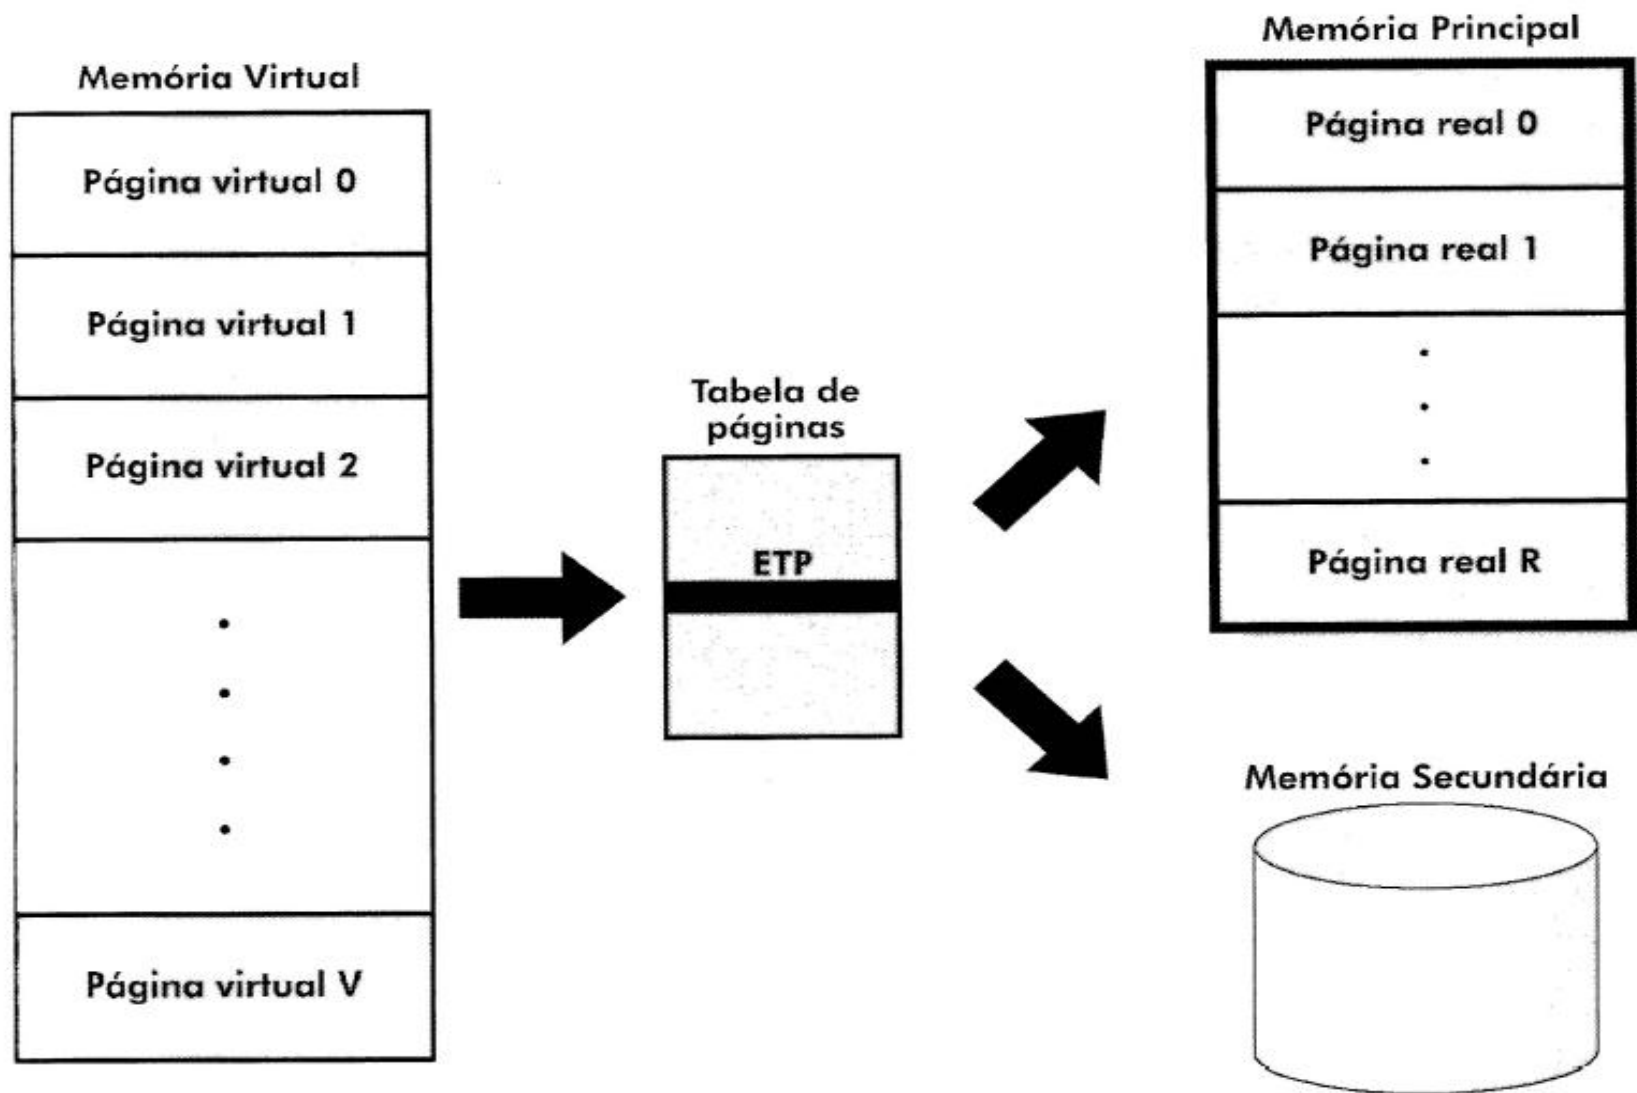 Memória Virtual
Página virtual 0
Página virtual 1
Página virtual 2
Página virtual V
Tabela de
páginas
ETP
Memória Principal
Página real 0
Página real 1
Página real R
Memória Secundária